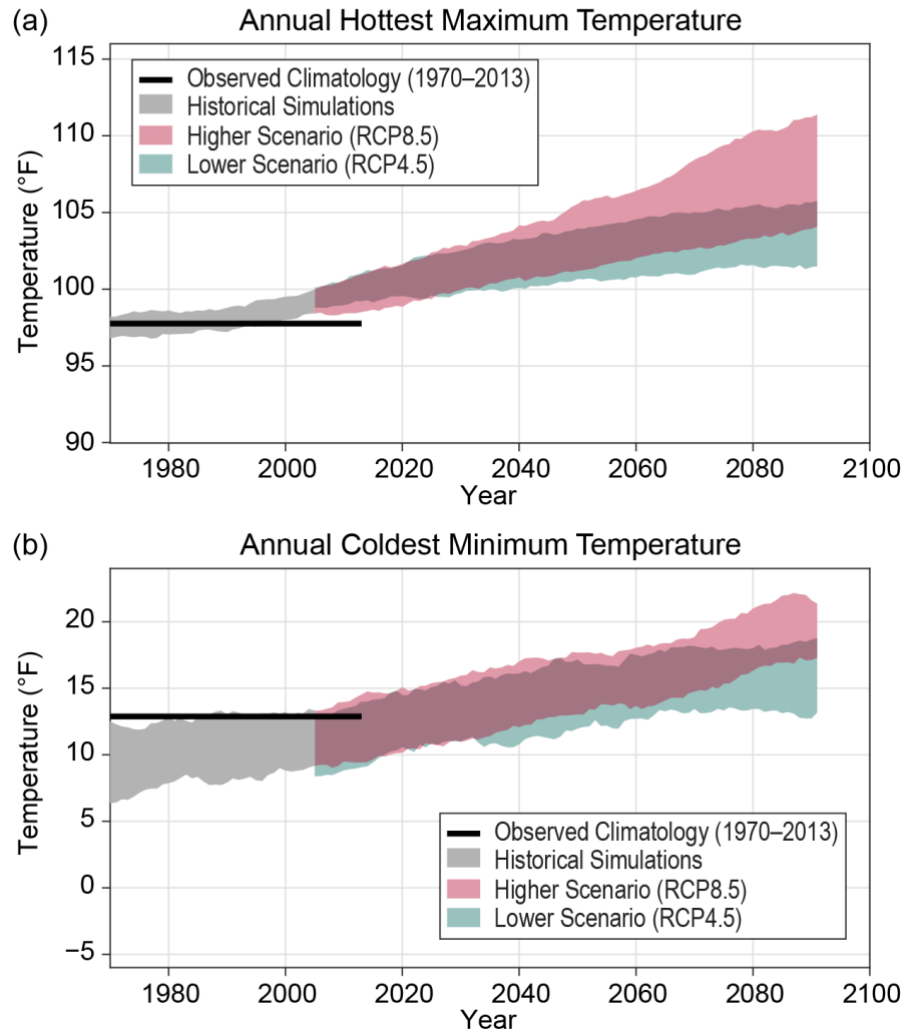 (a) Annual Hottest Maximum Temperature
115
110
105
100
95
90
Temperature (°F)
Observed Climatology (1970–2013)
Historical Simulations
Higher Scenario (RCP8.5)
Lower Scenario (RCP4.5)
1980 2000 2020 2040 2060 2080 2100
Year
(b) Annual Coldest Minimum Temperature
20
15
10
5
0
−5
Temperature (°F)
Observed Climatology (1970–2013)
Historical Simulations
Higher Scenario (RCP8.5)
Lower Scenario (RCP4.5)
1980 2000 2020 2040 2060 2080 2100
Year